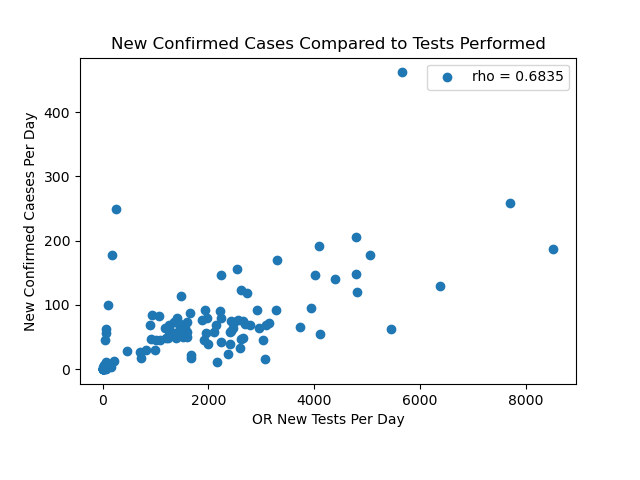 New Confirmed Cases Compared to Tests Performed
rho = 0.6835
New Confirmed Caeses Per Day
400
300
200
100
0
0 2000 4000 6000 8000
OR New Tests Per Day